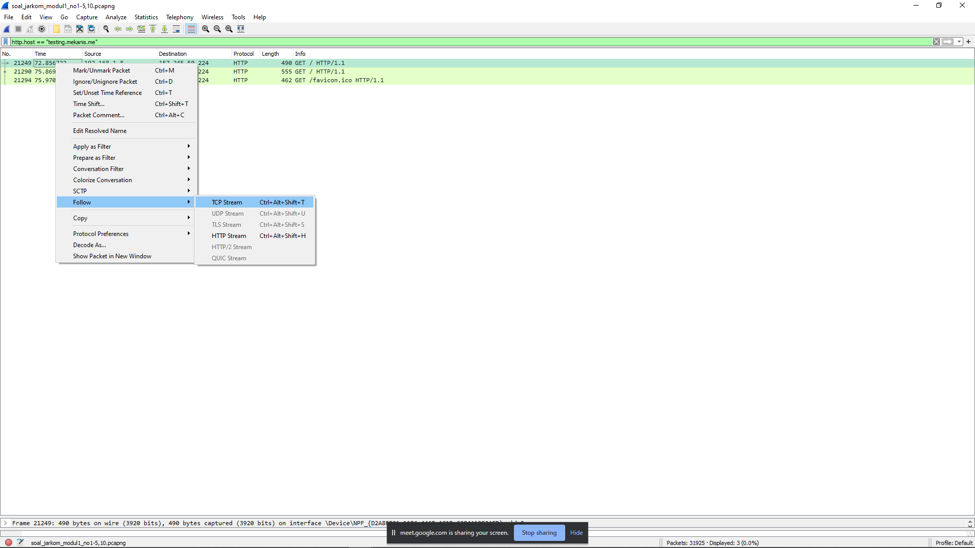 soal_jarkom_modul1_no1-5,10.pcapng
File Edit View Go Capture Analyze Statistics Telephony Wireless Tools Help
http.host == "testing.mekanis.me"
No. Time Source Destination Protocol Length Info
21249 72.856 224 HTTP 490 GET / HTTP/1.1
21290 75.869 224 HTTP 555 GET / HTTP/1.1
21294 75.970 224 HTTP 462 GET /favicon.ico HTTP/1.1
Mark/Unmark Packet Ctrl+M
Ignore/Unignore Packet Ctrl+D
Set/Unset Time Reference Ctrl+T
Time Shift... Ctrl+Shift+T
Packet Comment... Ctrl+Alt+C
Edit Resolved Name
Apply as Filter
Prepare as Filter
Conversation Filter
Colorize Conversation
SCTP
Follow
TCP Stream Ctrl+Alt+Shift+T
UDP Stream Ctrl+Alt+Shift+U
TLS Stream Ctrl+Alt+Shift+S
HTTP Stream Ctrl+Alt+Shift+H
HTTP/2 Stream
QUIC Stream
Copy
Protocol Preferences
Decode As...
Show Packet in New Window
Frame 21249: 490 bytes on wire (3920 bits), 490 bytes captured (3920 bits) on interface
meet.google.com is sharing your screen. Stop sharing Hide
soal_jarkom_modul1_no1-5,10.pcapng Packets: 31925 · Displayed: 3 (0.0%) Profile: Default